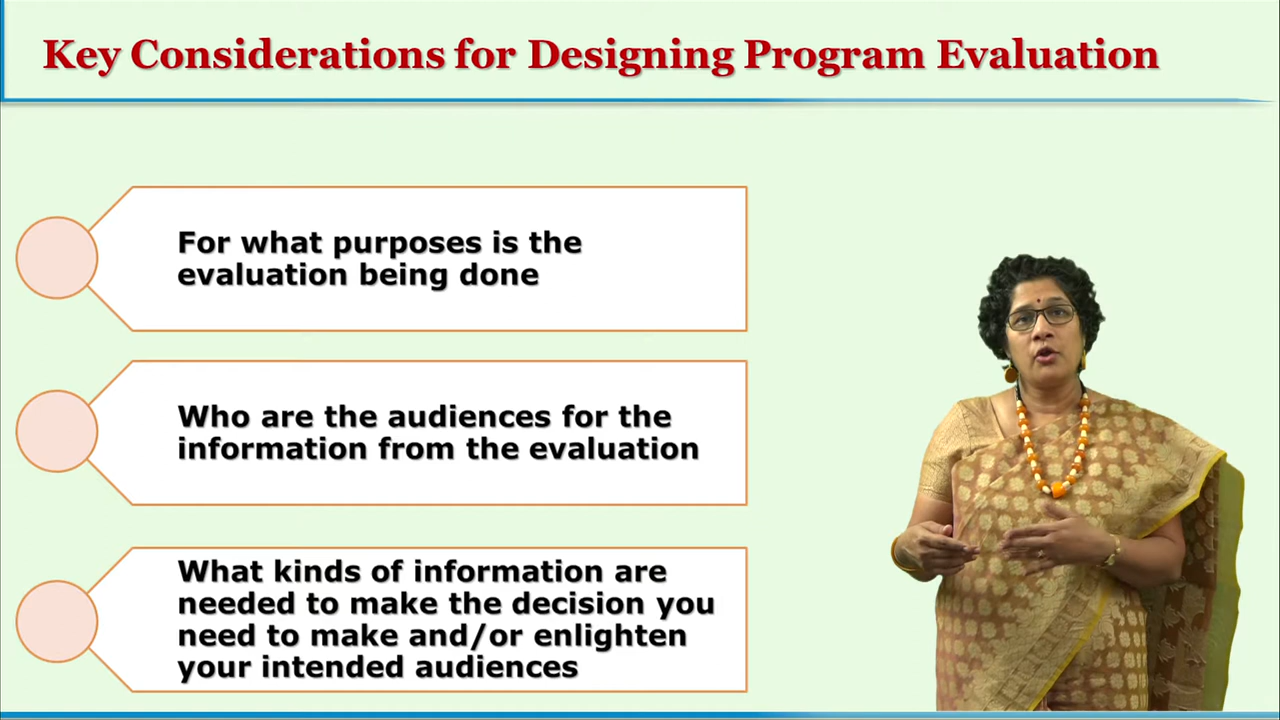 Key Considerations for Designing Program Evaluation
For what purposes is the
evaluation being done
Who are the audiences for the
information from the evaluation
What kinds of information are
needed to make the decision you
need to make and/or enlighten
your intended audiences